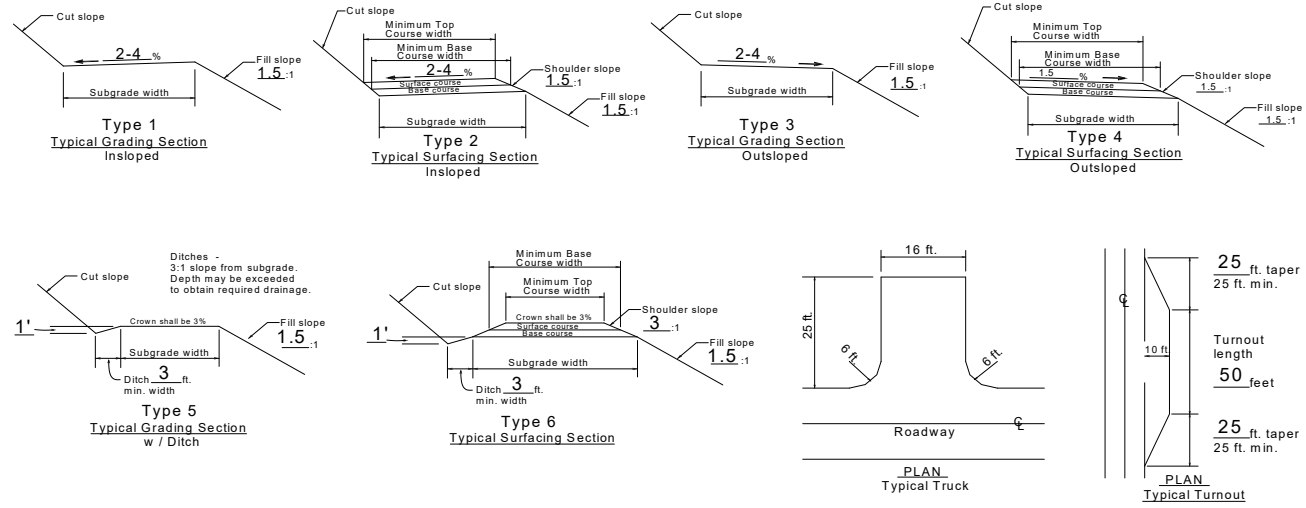 Cut slope
2-4 %
Fill slope
1.5 :1
Subgrade width
Type 1
Typical Grading Section
Insloped
Cut slope
Minimum Top
Course width
Minimum Base
Course width
2-4 %
Surface course
Base course
Shoulder slope
1.5 :1
Fill slope
1.5 :1
Subgrade width
Type 2
Typical Surfacing Section
Insloped
Cut slope
2-4 %
Fill slope
1.5 :1
Subgrade width
Type 3
Typical Grading Section
Outsloped
Cut slope
Minimum Top
Course width
Minimum Base
Course width
1.5 %
Surface course
Base course
Shoulder slope
1.5 :1
Fill slope
1.5 :1
Subgrade width
Type 4
Typical Surfacing Section
Outsloped
Ditches -
3:1 slope from subgrade.
Depth may be exceeded
to obtain required drainage.
Cut slope
1'
Crown shall be 3%
Fill slope
1.5 :1
Subgrade width
Ditch 3 ft.
min. width
Type 5
Typical Grading Section
w / Ditch
Minimum Base
Course width
Cut slope
Minimum Top
Course width
Crown shall be 3%
Surface course
Base course
Shoulder slope
3 :1
1'
Fill slope
1.5 :1
Subgrade width
Ditch 3 ft.
min. width
Type 6
Typical Surfacing Section
16 ft.
25 ft.
6 ft.
6 ft.
Roadway
CL
PLAN
Typical Truck
CL
25 ft. taper
25 ft. min.
10 ft.
Turnout
length
50 feet
25 ft. taper
25 ft. min.
PLAN
Typical Turnout